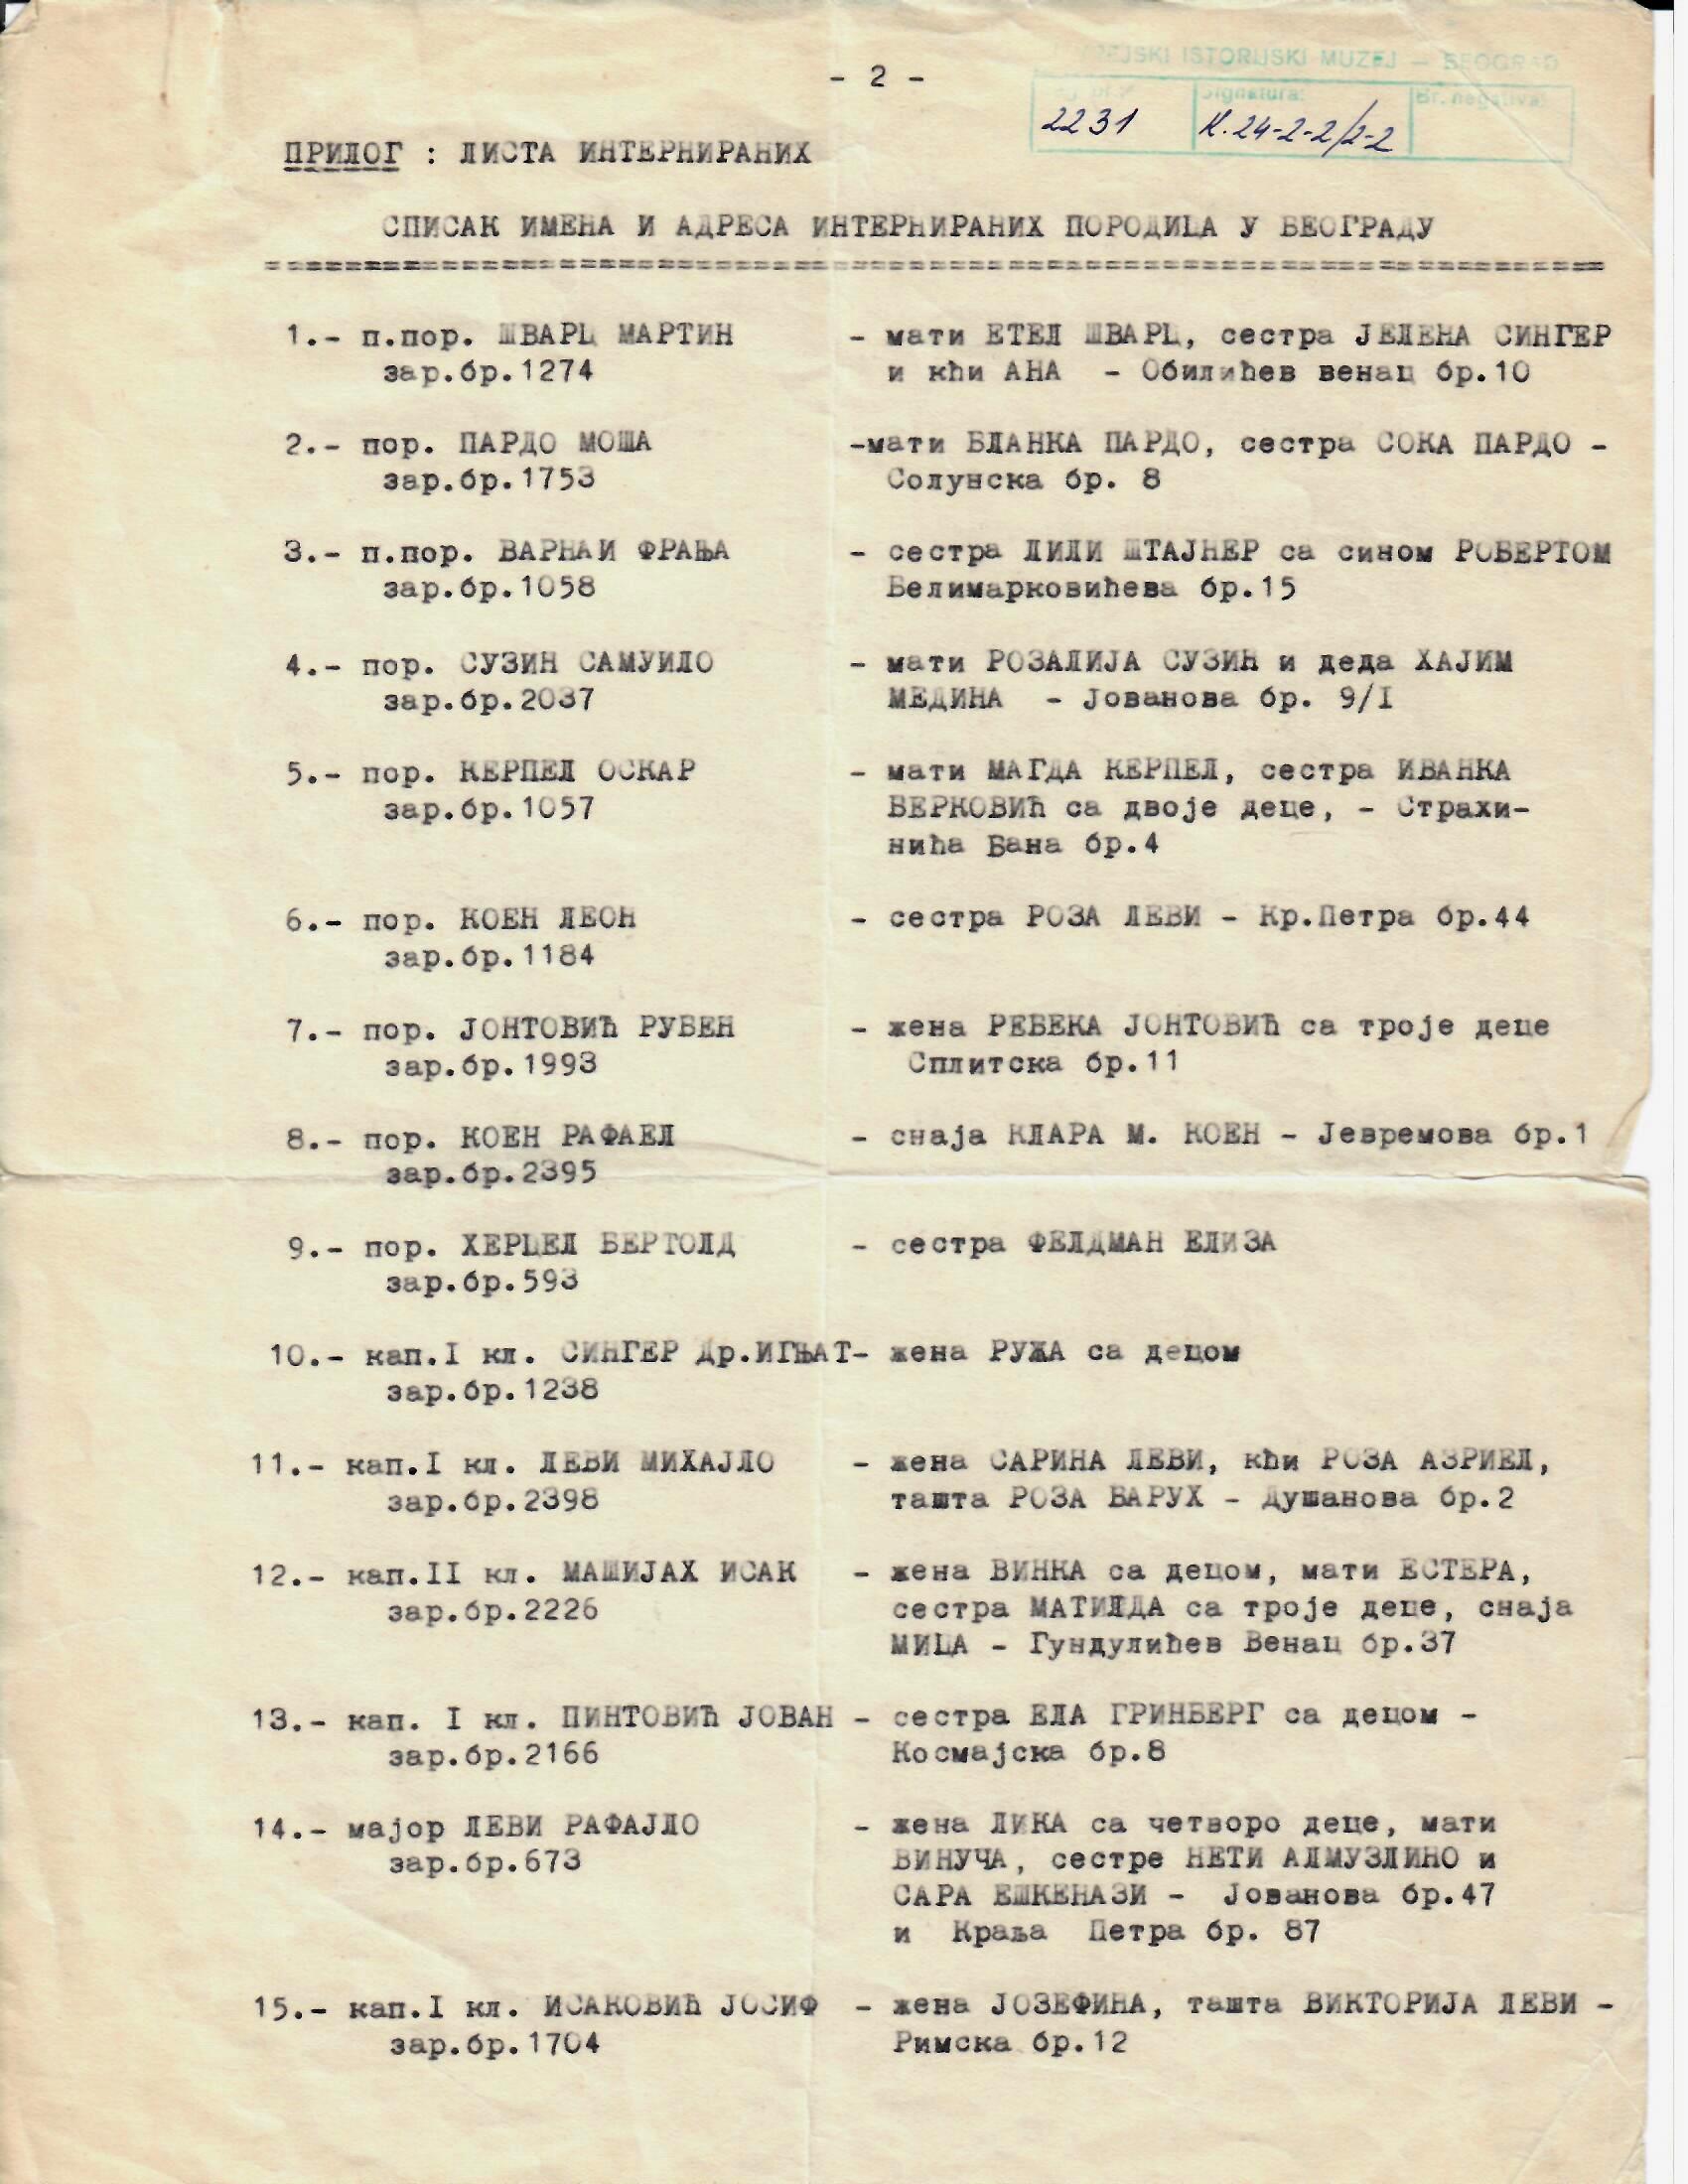 - 2 -
JSKI ISTORIJSKI MUZEJ — BEOGRAD
Signatura: Br. negativa:
2231 K.24-2-2/2-2
ПРИЛОГ : ЛИСТА ИНТЕРНИРАНИХ
СПИСАК ИМЕНА И АДРЕСА ИНТЕРНИРАНИХ ПОРОДИЦА У БЕОГРАДУ
1.- п.пор. ШВАРЦ МАРТИН - мати ЕТЕЛ ШВАРЦ, сестра ЈЕЛЕНА СИНГЕР
зар.бр.1274 и кћи АНА - Обилићев венац бр.10
2.- пор. ПАРДО МОША -мати БЛАНКА ПАРДО, сестра СОКА ПАРДО -
зар.бр.1753 Солунска бр. 8
3.- п.пор. ВАРНАИ ФРАЊА - сестра ЛИЛИ ШТАЈНЕР са сином РОБЕРТОМ
зар.бр.1058 Белимарковићева бр.15
4.- пор. СУЗИН САМУИЛО - мати РОЗАЛИЈА СУЗИН и деда ХАЈИМ
зар.бр.2037 МЕДИНА - Јованова бр. 9/I
5.- пор. КЕРПЕЛ ОСКАР - мати МАГДА КЕРПЕЛ, сестра ИВАНКА
зар.бр.1057 БЕРКОВИЋ са двоје деце, - Страхи-
нића Бана бр.4
6.- пор. КОЕН ЛЕОН - сестра РОЗА ЛЕВИ - Кр.Петра бр.44
зар.бр.1184
7.- пор. ЈОНТОВИЋ РУБЕН - жена РЕБЕКА ЈОНТОВИЋ са троје деце
зар.бр.1993 Сплитска бр.11
8.- пор. КОЕН РАФАЕЛ - снаја КЛАРА М. КОЕН - Јевремова бр.1
зар.бр.2395
9.- пор. ХЕРЦЕЛ БЕРТОЛД - сестра ФЕЛДМАН ЕЛИЗА
зар.бр.593
10.- кап.I кл. СИНГЕР Др.ИГЊАТ- жена РУЖА са децом
зар.бр.1238
11.- кап.I кл. ЛЕВИ МИХАЈЛО - жена САРИНА ЛЕВИ, кћи РОЗА АЗРИЕЛ,
зар.бр.2398 ташта РОЗА БАРУХ - Душанова бр.2
12.- кап.II кл. МАШИЈАХ ИСАК - жена ВИНКА са децом, мати ЕСТЕРА,
зар.бр.2226 сестра МАТИЛДА са троје деце, снаја
МИЦА - Гундулићев Венац бр.37
13.- кап. I кл. ПИНТОВИЋ ЈОВАН - сестра ЕЛА ГРИНБЕРГ са децом -
зар.бр.2166 Космајска бр.8
14.- мајор ЛЕВИ РАФАЈЛО - жена ЛИКА са четворо деце, мати
зар.бр.673 ВИНУЧА, сестре НЕТИ АЛМУЗЛИНО и
САРА ЕШКЕНАЗИ - Јованова бр.47
и Краља Петра бр. 87
15.- кап.I кл. ИСАКОВИЋ ЈОСИФ - жена ЈОЗЕФИНА, ташта ВИКТОРИЈА ЛЕВИ -
зар.бр.1704 Римска бр.12